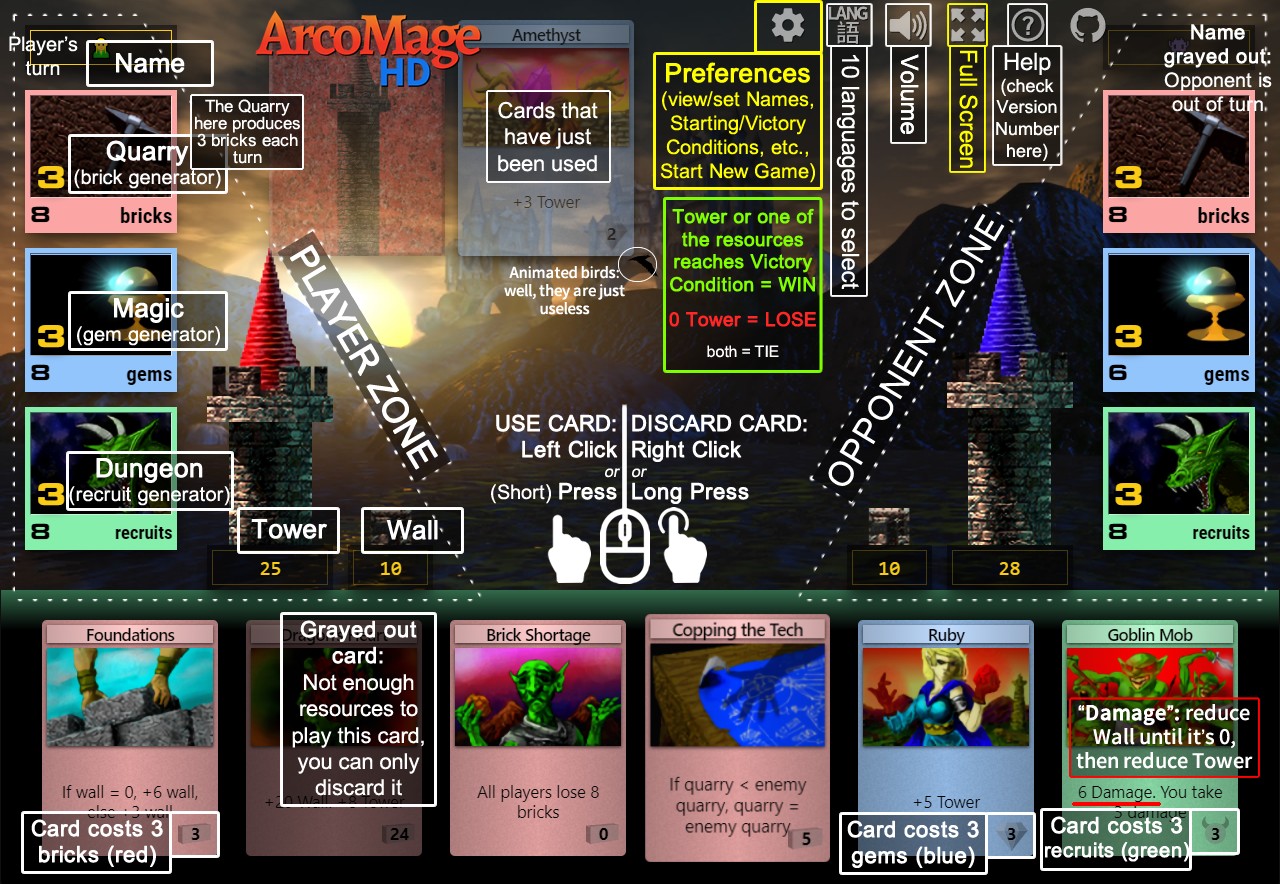 Player's
turn
Name
ArcoMage
HD
Amethyst
Cards that
have just
been used
+3 Tower
2
Preferences
(view/set Names,
Starting/Victory
Conditions, etc.,
Start New Game)
LANG
語
10 languages to select
Volume
Full Screen
?
Help
(check
Version
Number
here)
Name
grayed out:
Opponent is
out of turn.
The Quarry
here produces
3 bricks each
turn
Quarry
(brick generator)
3
8 bricks
Magic
(gem generator)
3
8 gems
Dungeon
(recruit generator)
3
8 recruits
PLAYER ZONE
Animated birds:
well, they are just
useless
Tower or one of
the resources
reaches Victory
Condition = WIN
0 Tower = LOSE
both = TIE
OPPONENT ZONE
3
8 bricks
3
6 gems
3
8 recruits
USE CARD:
Left Click
or
(Short) Press
DISCARD CARD:
Right Click
or
Long Press
Tower
Wall
25
10
10
28
Foundations
If wall = 0, +6 wall,
else +3 wall
3
Card costs 3
bricks (red)
Grayed out
card:
Not enough
resources to
play this card,
you can only
discard it
+20 Wall, +8 Tower
24
Brick Shortage
All players lose 8
bricks
0
Copping the Tech
If quarry < enemy
quarry, quarry =
enemy quarry
5
Ruby
+5 Tower
3
Card costs 3
gems (blue)
Goblin Mob
“Damage”: reduce
Wall until it’s 0,
then reduce Tower
6 Damage. You take
3 damage
3
Card costs 3
recruits (green)